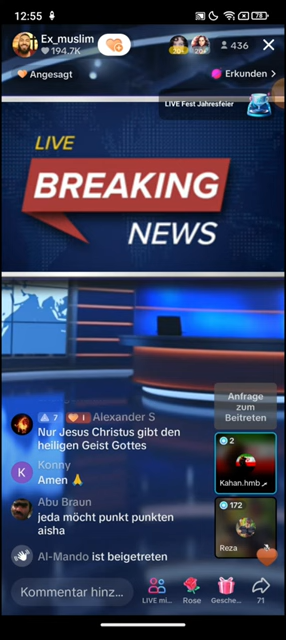 12:55
78
Ex_muslim
194.7K
436
Angesagt
Erkunden >
LIVE Fest Jahresfeier
LIVE
BREAKING
NEWS
7
Alexander S
Nur Jesus Christus gibt den
heiligen Geist Gottes
Konny
Amen 🙏
Abu Braun
jeda möcht punkt punkten
aisha
Al-Mando ist beigetreten
Anfrage
zum
Beitreten
2
Kahan.hmb
172
Reza
Kommentar hinz...
LIVE mi...
Rose
Gesche...
71